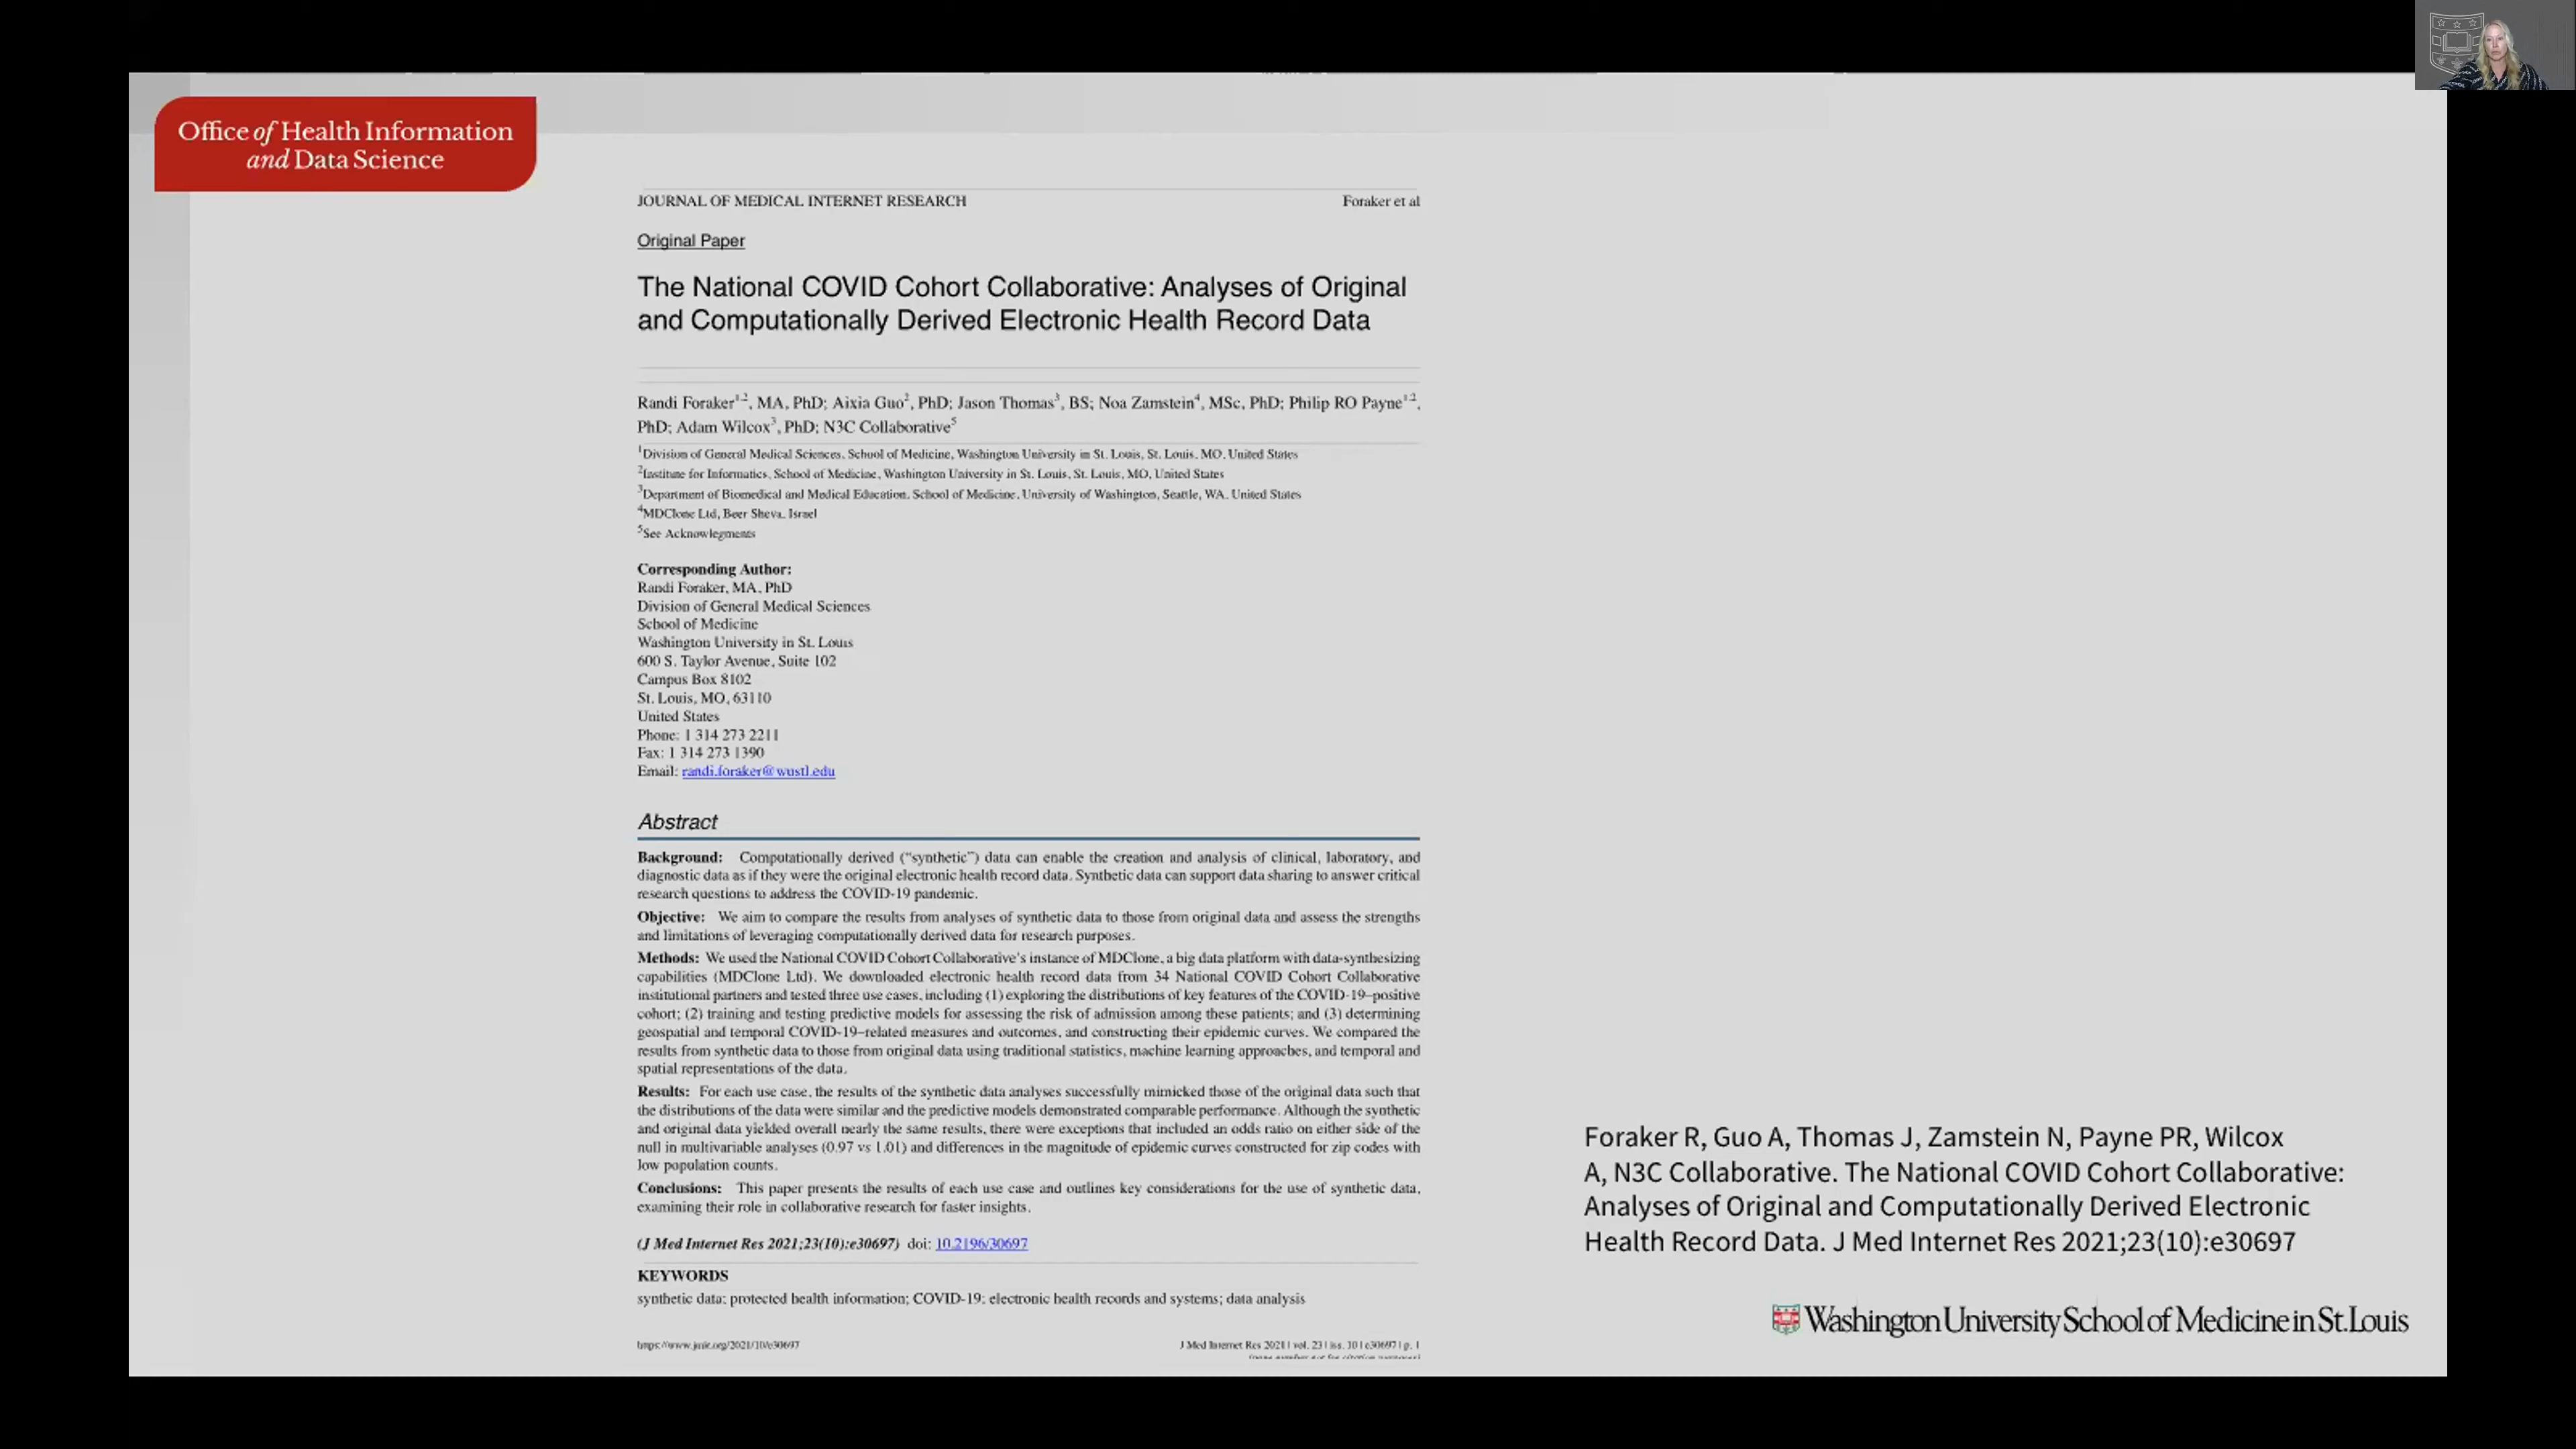 Office of Health Information
and Data Science
JOURNAL OF MEDICAL INTERNET RESEARCH
Foraker et al
Original Paper
The National COVID Cohort Collaborative: Analyses of Original
and Computationally Derived Electronic Health Record Data
Randi Foraker1,2, MA, PhD; Aixia Guo2, PhD; Jason Thomas3, BS; Noa Zamstein4, MSc, PhD; Philip RO Payne1,2,
PhD; Adam Wilcox3, PhD; N3C Collaborative5
1Division of General Medical Sciences, School of Medicine, Washington University in St. Louis, St. Louis, MO, United States
2Institute for Informatics, School of Medicine, Washington University in St. Louis, St. Louis, MO, United States
3Department of Biomedical and Medical Education, School of Medicine, University of Washington, Seattle, WA, United States
4MDClone Ltd, Beer Sheva, Israel
5See Acknowlegments
Corresponding Author:
Randi Foraker, MA, PhD
Division of General Medical Sciences
School of Medicine
Washington University in St. Louis
600 S. Taylor Avenue, Suite 102
Campus Box 8102
St. Louis, MO, 63110
United States
Phone: 1 314 273 2211
Fax: 1 314 273 1390
Email: randi.foraker@wustl.edu
Abstract
Background: Computationally derived (“synthetic”) data can enable the creation and analysis of clinical, laboratory, and
diagnostic data as if they were the original electronic health record data. Synthetic data can support data sharing to answer critical
research questions to address the COVID-19 pandemic.
Objective: We aim to compare the results from analyses of synthetic data to those from original data and assess the strengths
and limitations of leveraging computationally derived data for research purposes.
Methods: We used the National COVID Cohort Collaborative’s instance of MDClone, a big data platform with data-synthesizing
capabilities (MDClone Ltd). We downloaded electronic health record data from 34 National COVID Cohort Collaborative
institutional partners and tested three use cases, including (1) exploring the distributions of key features of the COVID-19–positive
cohort; (2) training and testing predictive models for assessing the risk of admission among these patients; and (3) determining
geospatial and temporal COVID-19–related measures and outcomes, and constructing their epidemic curves. We compared the
results from synthetic data to those from original data using traditional statistics, machine learning approaches, and temporal and
spatial representations of the data.
Results: For each use case, the results of the synthetic data analyses successfully mimicked those of the original data such that
the distributions of the data were similar and the predictive models demonstrated comparable performance. Although the synthetic
and original data yielded overall nearly the same results, there were exceptions that included an odds ratio on either side of the
null in multivariable analyses (0.97 vs 1.01) and differences in the magnitude of epidemic curves constructed for zip codes with
low population counts.
Conclusions: This paper presents the results of each use case and outlines key considerations for the use of synthetic data,
examining their role in collaborative research for faster insights.
(J Med Internet Res 2021;23(10):e30697) doi: 10.2196/30697
KEYWORDS
synthetic data; protected health information; COVID-19; electronic health records and systems; data analysis
https://www.jmir.org/2021/10/e30697
J Med Internet Res 2021 | vol. 23 | iss. 10 | e30697 | p. 1
Foraker R, Guo A, Thomas J, Zamstein N, Payne PR, Wilcox
A, N3C Collaborative. The National COVID Cohort Collaborative:
Analyses of Original and Computationally Derived Electronic
Health Record Data. J Med Internet Res 2021;23(10):e30697
Washington University School of Medicine in St. Louis